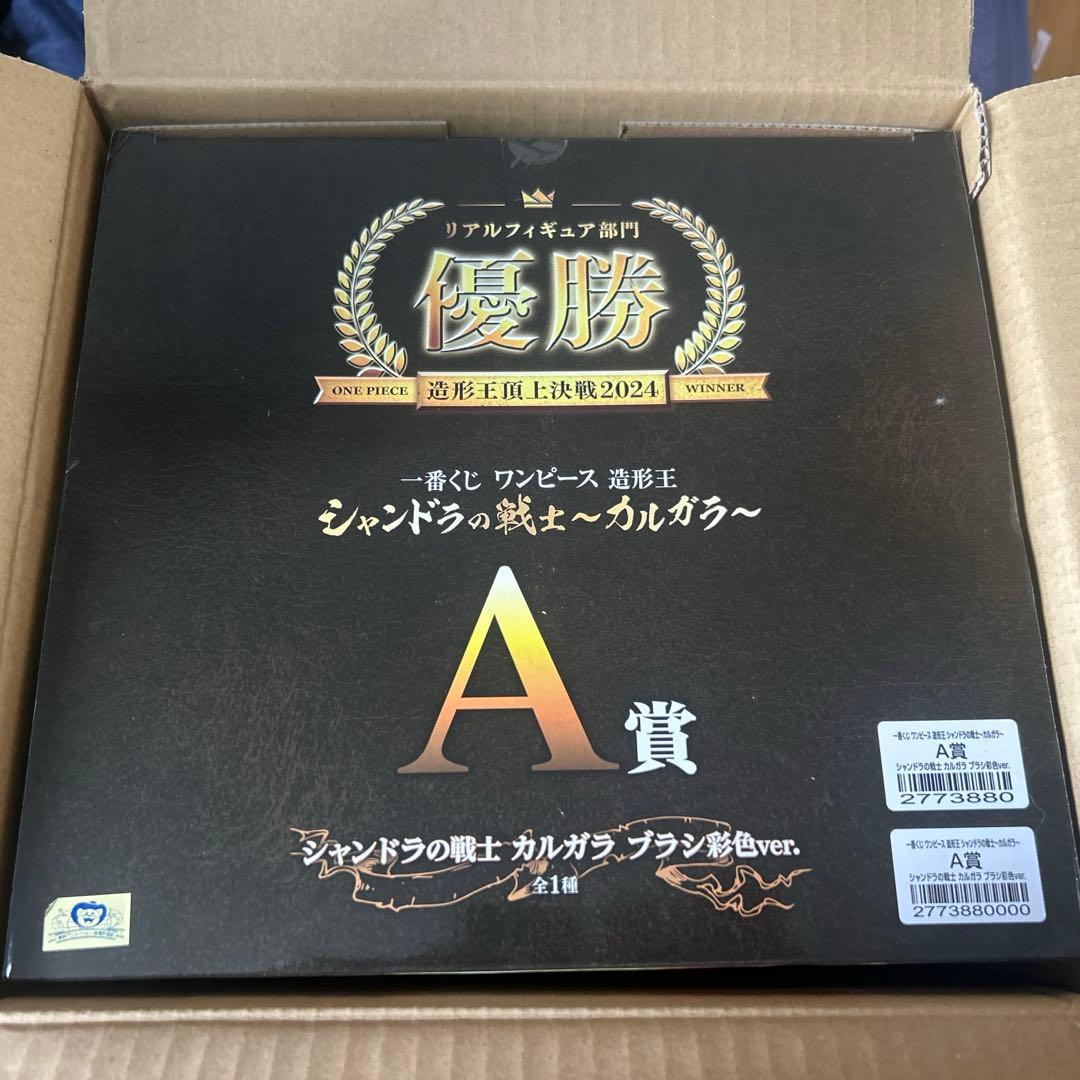 リアルフィギュア部門
優勝
ONE PIECE 造形王頂上決戦2024 WINNER
一番くじ ワンピース 造形王
シャンドラの戦士～カルガラ～
A賞
シャンドラの戦士 カルガラ ブラシ彩色ver.
全1種
一番くじ ワンピース 造形王 シャンドラの戦士～カルガラ～
A賞
シャンドラの戦士 カルガラ ブラシ彩色ver.
2773880
一番くじ ワンピース 造形王 シャンドラの戦士～カルガラ～
A賞
シャンドラの戦士 カルガラ ブラシ彩色ver.
2773880000